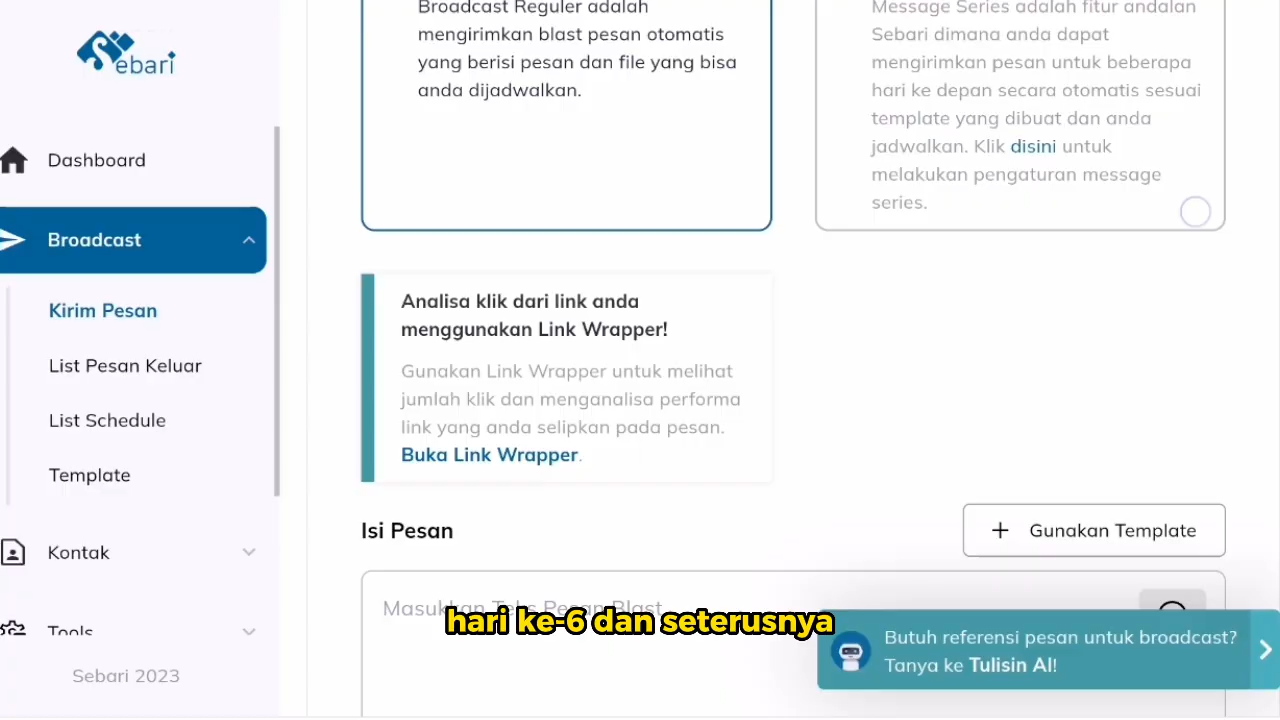 Sebari
Dashboard
Broadcast
Kirim Pesan
List Pesan Keluar
List Schedule
Template
Kontak
Tools
Sebari 2023
Broadcast Reguler adalah
mengirimkan blast pesan otomatis
yang berisi pesan dan file yang bisa
anda dijadwalkan.
Message Series adalah fitur andalan
Sebari dimana anda dapat
mengirimkan pesan untuk beberapa
hari ke depan secara otomatis sesuai
template yang dibuat dan anda
jadwalkan. Klik disini untuk
melakukan pengaturan message
series.
Analisa klik dari link anda
menggunakan Link Wrapper!
Gunakan Link Wrapper untuk melihat
jumlah klik dan menganalisa performa
link yang anda selipkan pada pesan.
Buka Link Wrapper.
Isi Pesan
+ Gunakan Template
Masukkan Teks Pesan Blast
hari ke-6 dan seterusnya
Butuh referensi pesan untuk broadcast?
Tanya ke Tulisin AI!